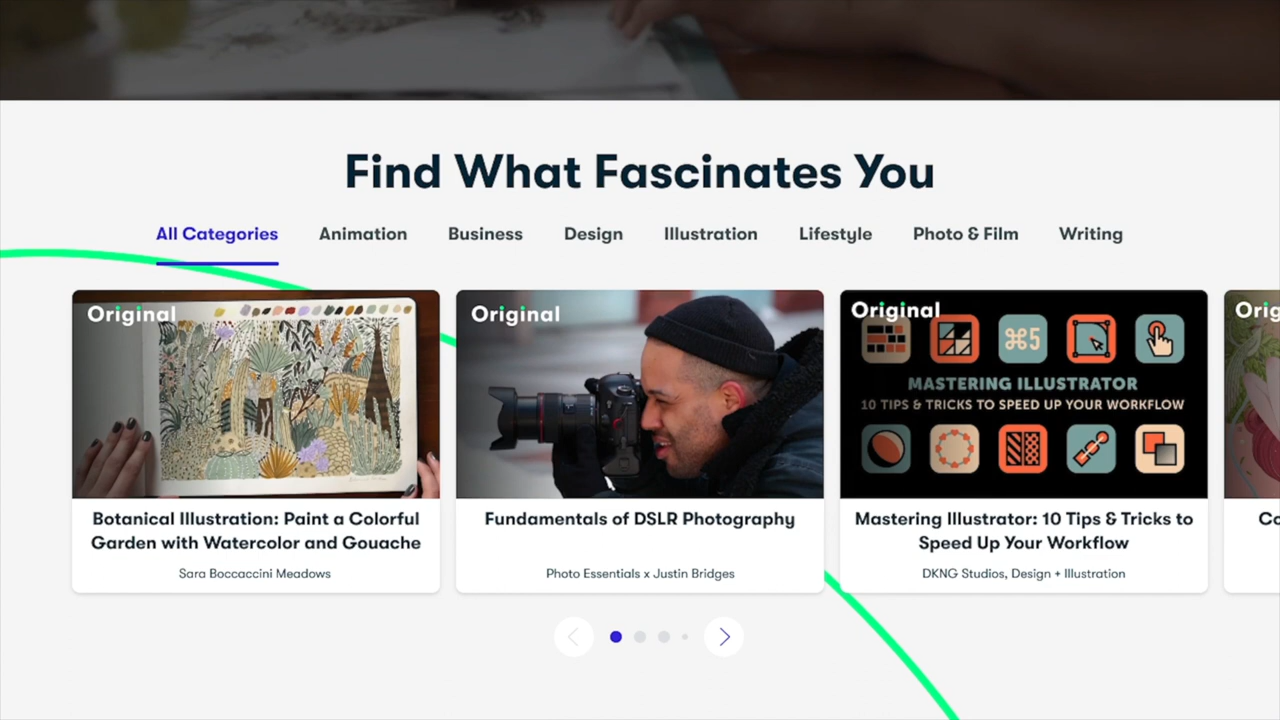 Find What Fascinates You
All Categories Animation Business Design Illustration Lifestyle Photo & Film Writing
Original
Botanical Illustration: Paint a Colorful
Garden with Watercolor and Gouache
Sara Boccaccini Meadows
Original
Fundamentals of DSLR Photography
Photo Essentials x Justin Bridges
Original
⌘5
MASTERING ILLUSTRATOR
10 TIPS & TRICKS TO SPEED UP YOUR WORKFLOW
Mastering Illustrator: 10 Tips & Tricks to
Speed Up Your Workflow
DKNG Studios, Design + Illustration